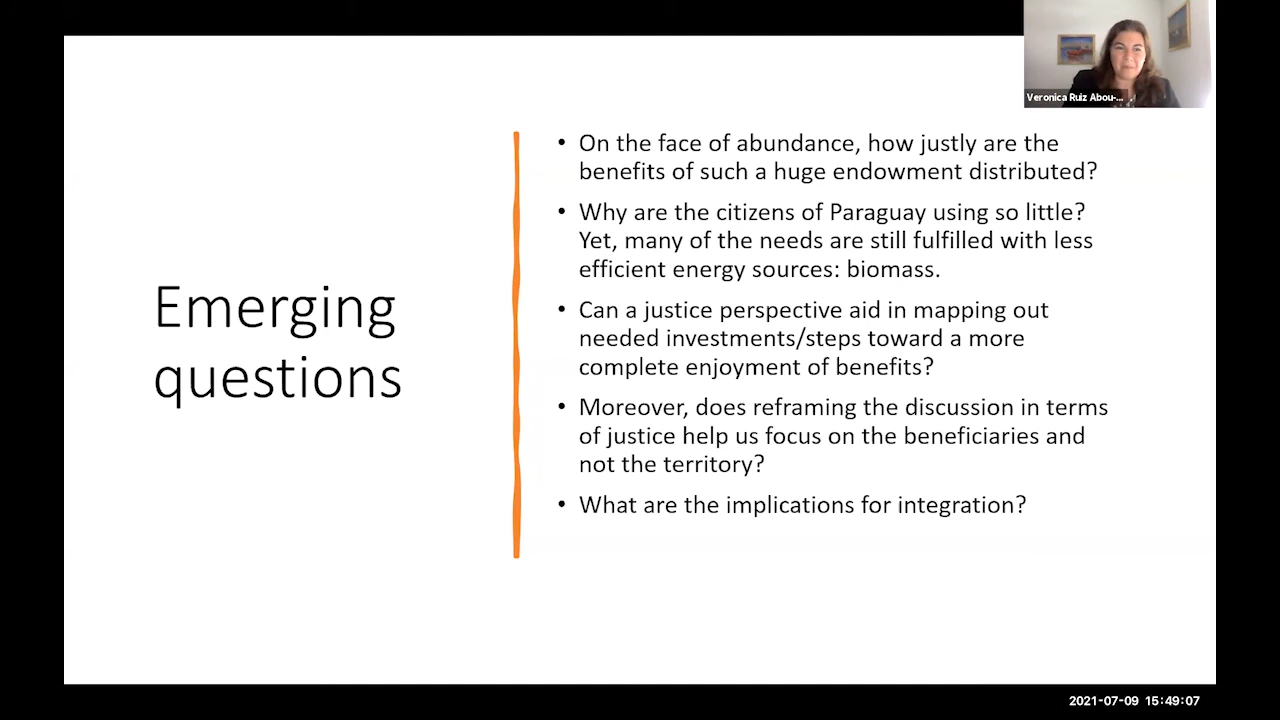 Veronica Ruiz Abou-...
Emerging
questions
• On the face of abundance, how justly are the
benefits of such a huge endowment distributed?
• Why are the citizens of Paraguay using so little?
Yet, many of the needs are still fulfilled with less
efficient energy sources: biomass.
• Can a justice perspective aid in mapping out
needed investments/steps toward a more
complete enjoyment of benefits?
• Moreover, does reframing the discussion in terms
of justice help us focus on the beneficiaries and
not the territory?
• What are the implications for integration?
2021-07-09 15:49:07